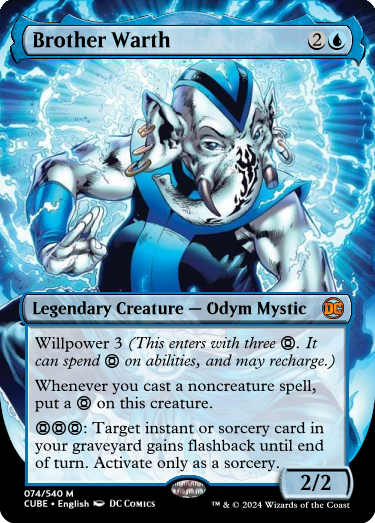 Brother Warth 2
Legendary Creature — Odym Mystic DC
Willpower 3 (This enters with three . It
can spend on abilities, and may recharge.)
Whenever you cast a noncreature spell,
put a on this creature.
: Target instant or sorcery card in
your graveyard gains flashback until end
of turn. Activate only as a sorcery.
2/2
074/540 M
CUBE • English DC COMICS
™ & © 2024 Wizards of the Coast